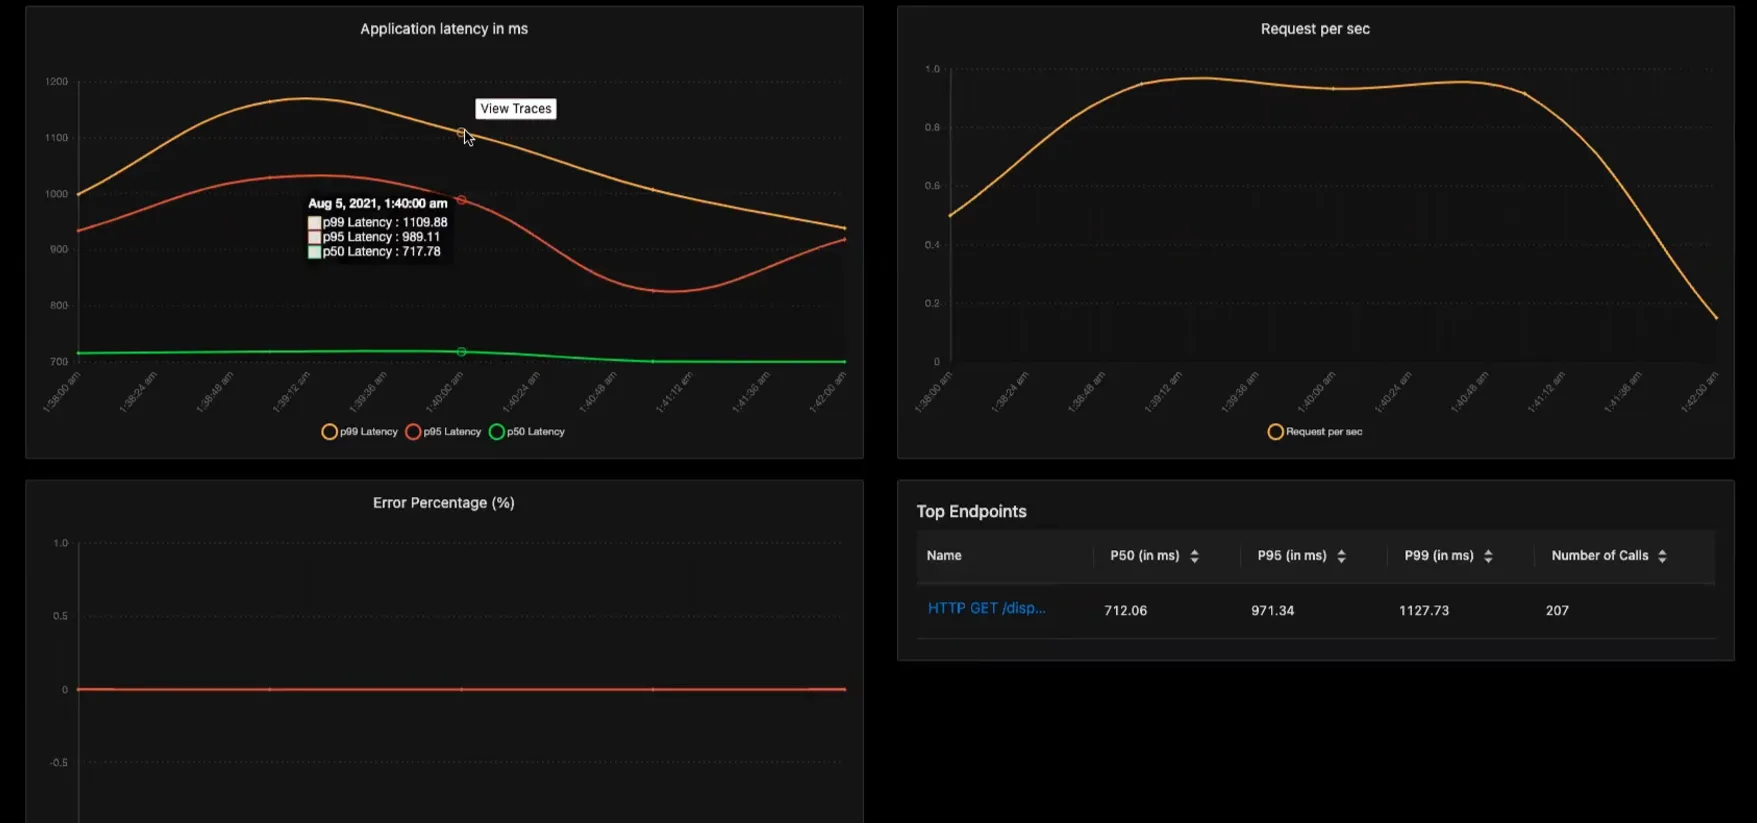 Application latency in ms
1200
1100
1000
900
800
700
View Traces
Aug 5, 2021, 1:40:00 am
p99 Latency : 1109.88
p95 Latency : 989.11
p50 Latency : 717.78
1:38:00 am
1:38:24 am
1:38:48 am
1:39:12 am
1:39:36 am
1:40:00 am
1:40:24 am
1:40:48 am
1:41:12 am
1:41:36 am
1:42:00 am
p99 Latency p95 Latency p50 Latency
Request per sec
1.0
0.8
0.6
0.4
0.2
0
1:38:00 am
1:38:24 am
1:38:48 am
1:39:12 am
1:39:36 am
1:40:00 am
1:40:24 am
1:40:48 am
1:41:12 am
1:41:36 am
1:42:00 am
Request per sec
Error Percentage (%)
1.0
0.5
0
-0.5
Top Endpoints
Name P50 (in ms) P95 (in ms) P99 (in ms) Number of Calls
HTTP GET /disp... 712.06 971.34 1127.73 207